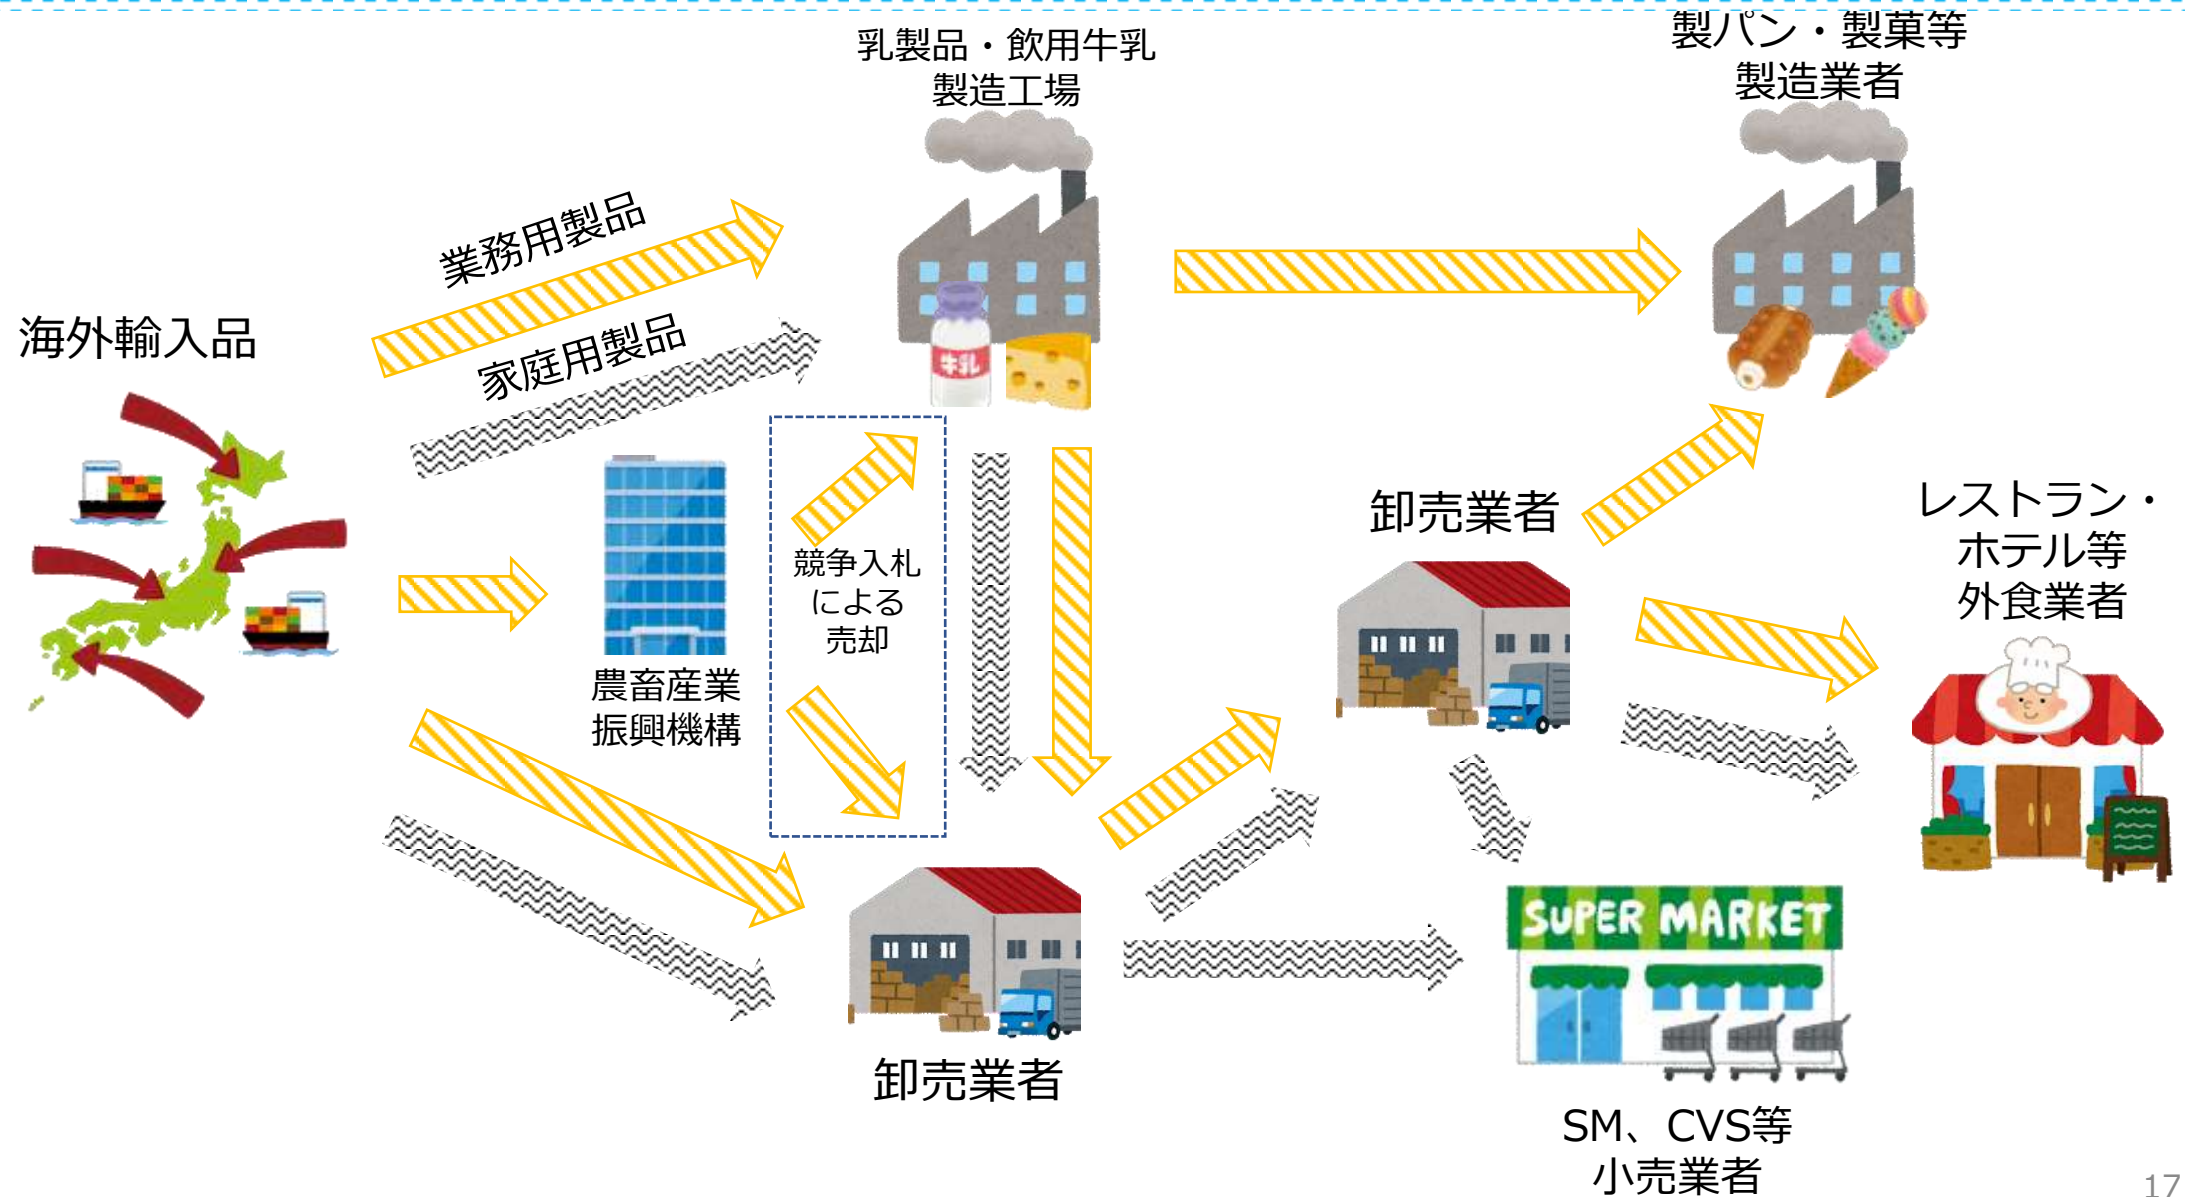 乳製品・飲用牛乳
製造工場
製パン・製菓等
製造業者
業務用製品
家庭用製品
海外輸入品
牛乳
農畜産業
振興機構
競争入札
による
売却
卸売業者
レストラン・
ホテル等
外食業者
卸売業者
SUPER MARKET
SM、CVS等
小売業者
17